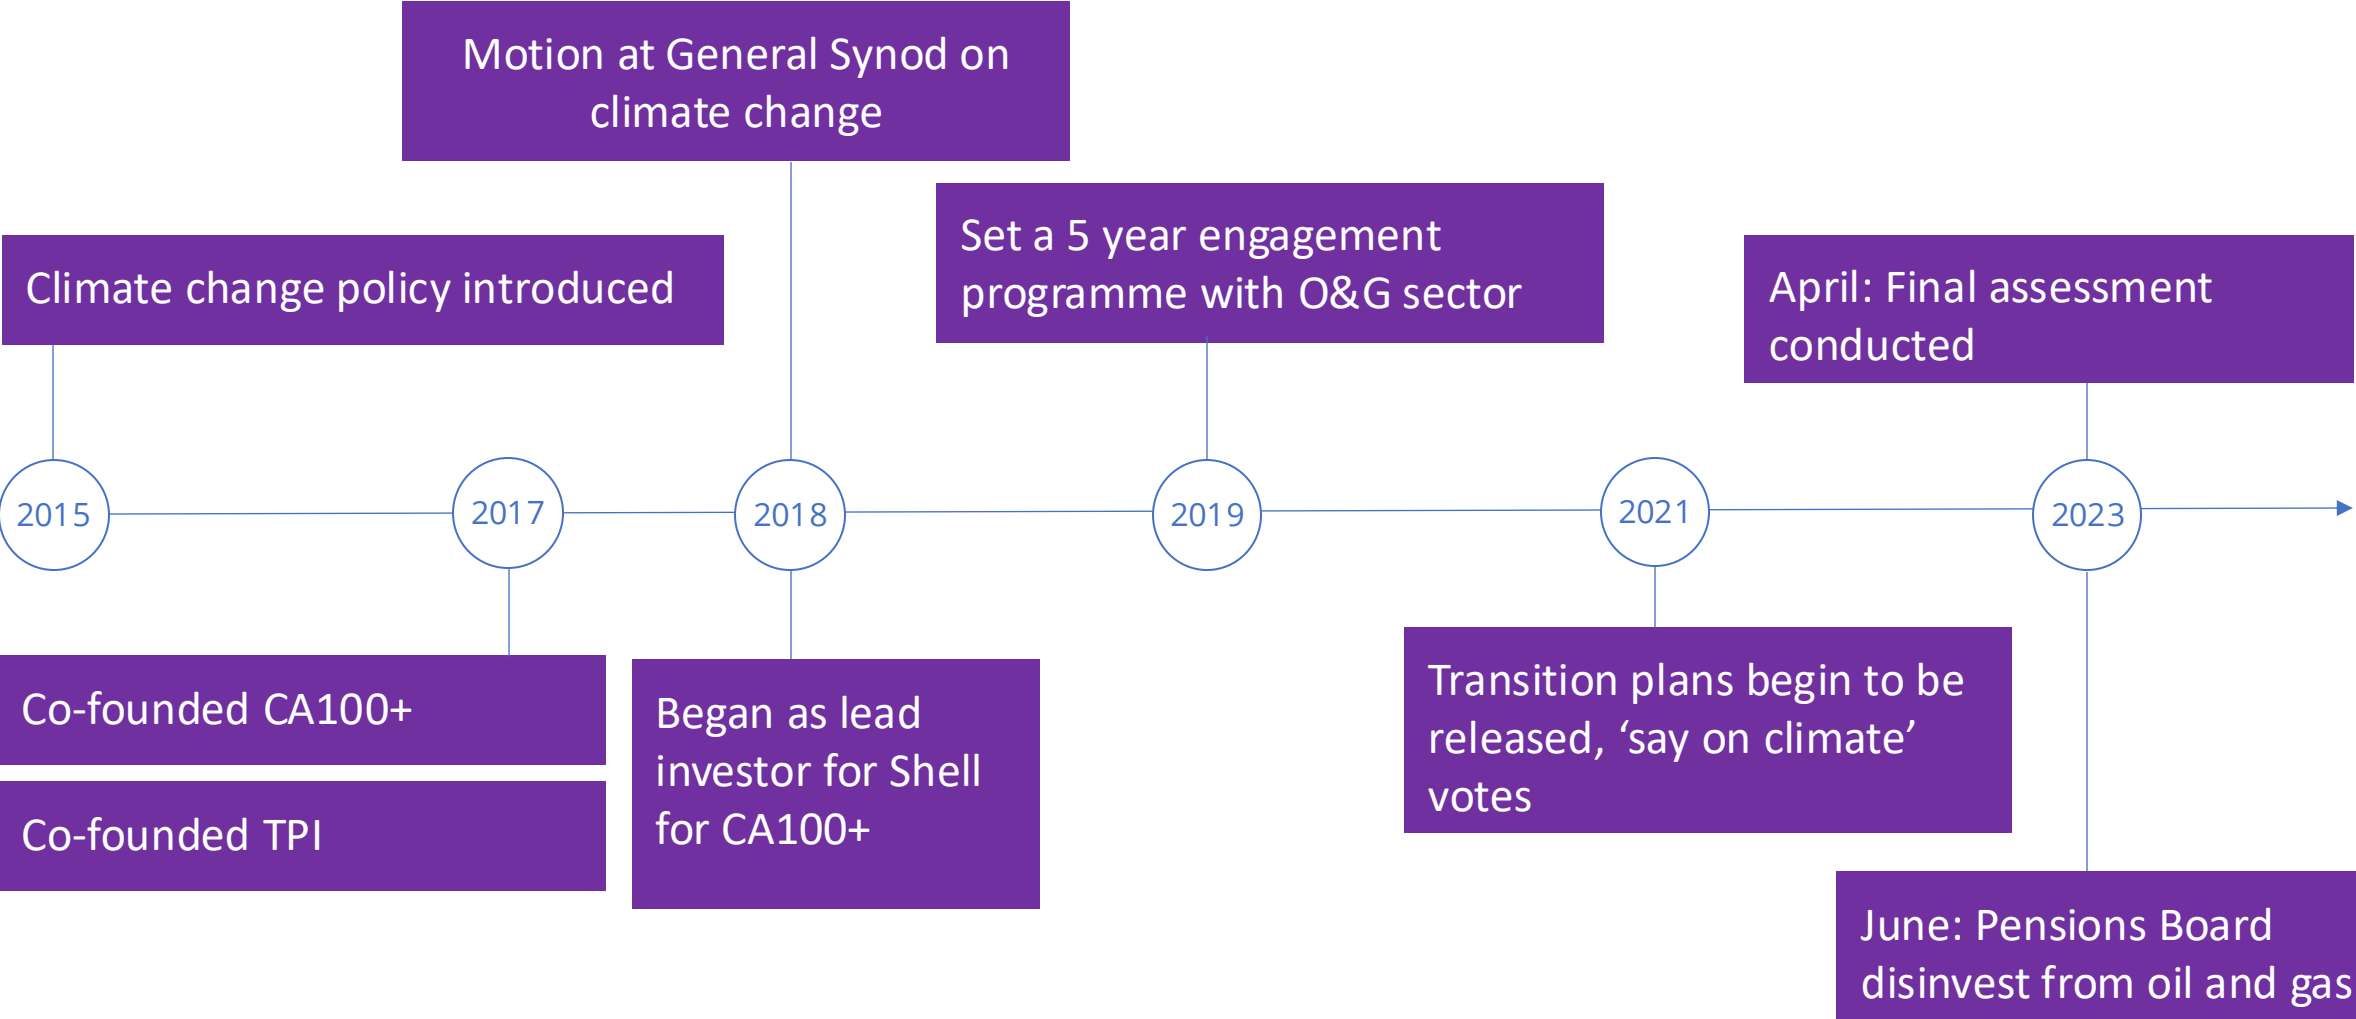 Motion at General Synod on
climate change
Set a 5 year engagement
programme with O&G sector
Climate change policy introduced
April: Final assessment
conducted
2015
2017
2018
2019
2021
2023
Co-founded CA100+
Co-founded TPI
Began as lead
investor for Shell
for CA100+
Transition plans begin to be
released, ‘say on climate’
votes
June: Pensions Board
disinvest from oil and gas